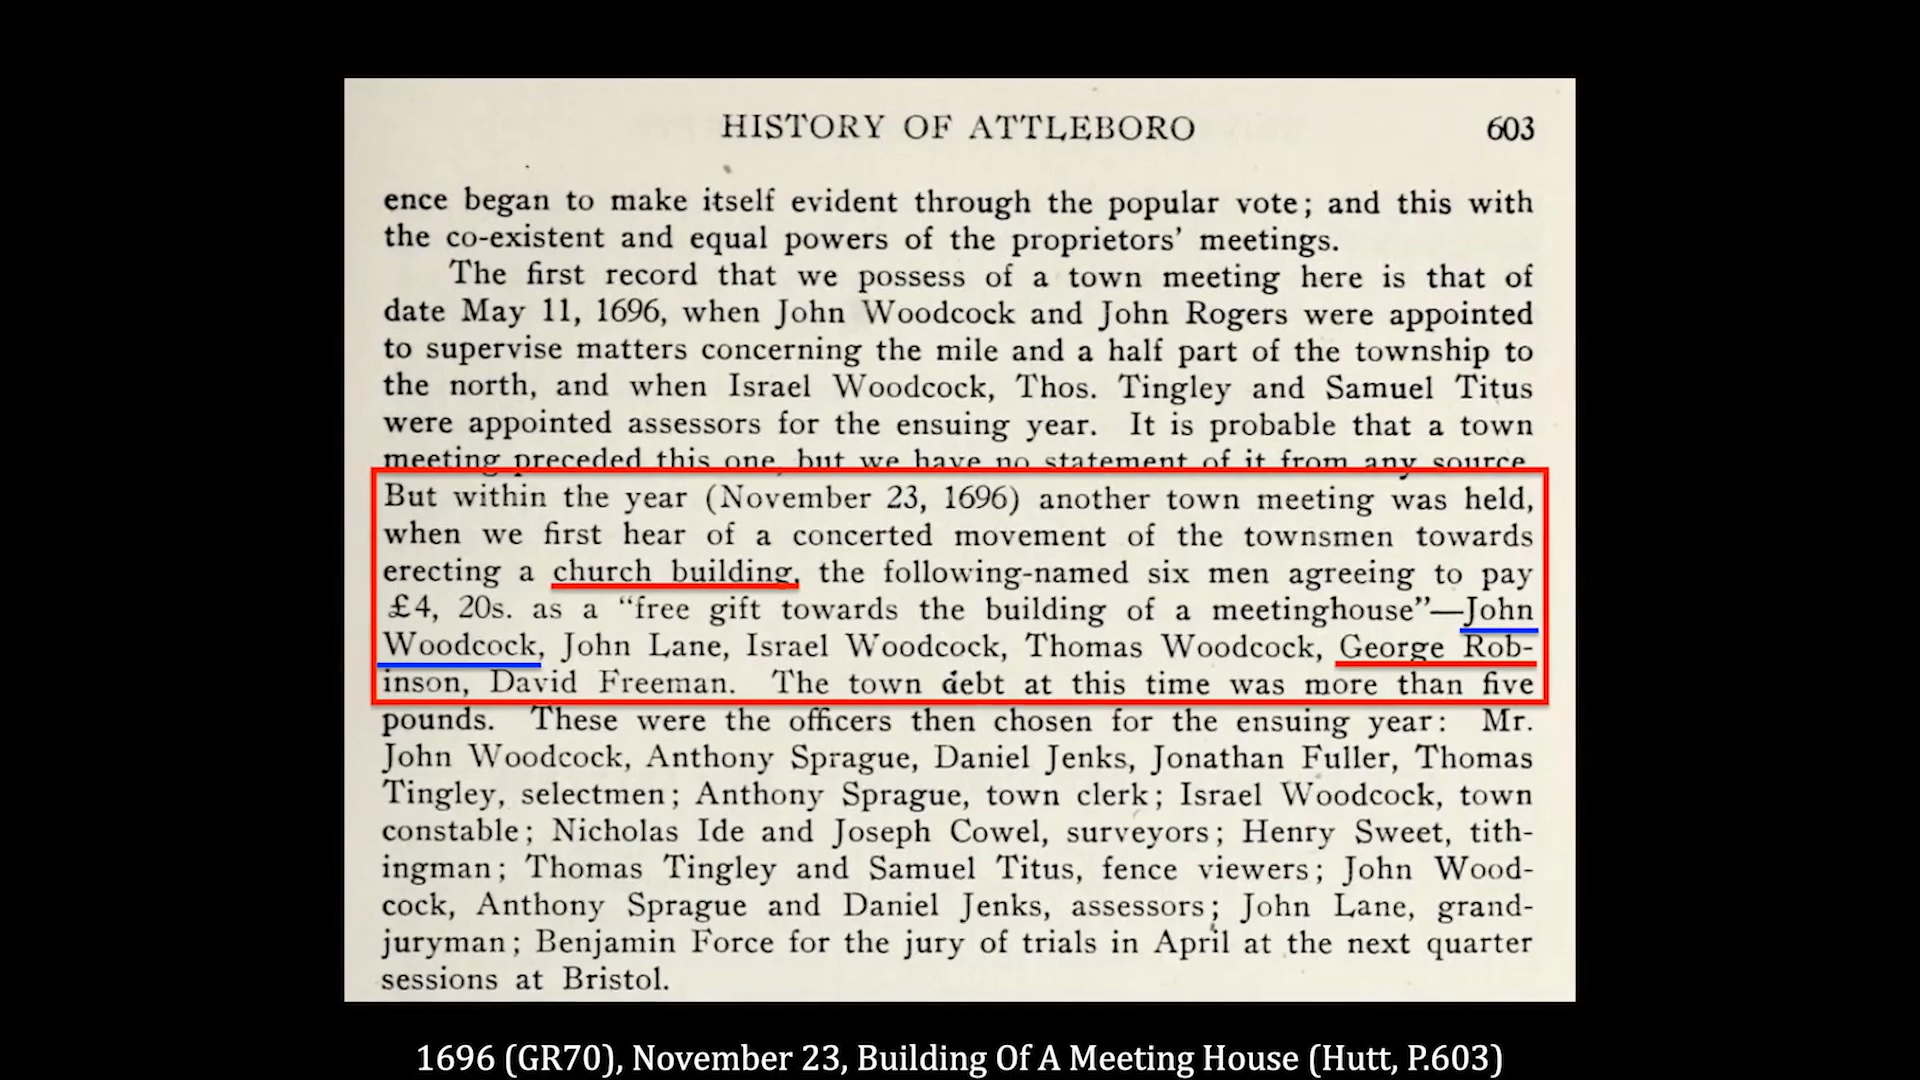 HISTORY OF ATTLEBORO 603
ence began to make itself evident through the popular vote; and this with
the co-existent and equal powers of the proprietors' meetings.
The first record that we possess of a town meeting here is that of
date May 11, 1696, when John Woodcock and John Rogers were appointed
to supervise matters concerning the mile and a half part of the township to
the north, and when Israel Woodcock, Thos. Tingley and Samuel Titus
were appointed assessors for the ensuing year. It is probable that a town
meeting preceded this one, but we have no statement of it from any source.
But within the year (November 23, 1696) another town meeting was held,
when we first hear of a concerted movement of the townsmen towards
erecting a church building, the following-named six men agreeing to pay
£4, 20s. as a “free gift towards the building of a meetinghouse”—John
Woodcock, John Lane, Israel Woodcock, Thomas Woodcock, George Rob-
inson, David Freeman. The town debt at this time was more than five
pounds. These were the officers then chosen for the ensuing year: Mr.
John Woodcock, Anthony Sprague, Daniel Jenks, Jonathan Fuller, Thomas
Tingley, selectmen; Anthony Sprague, town clerk; Israel Woodcock, town
constable; Nicholas Ide and Joseph Cowel, surveyors; Henry Sweet, tith-
ingman; Thomas Tingley and Samuel Titus, fence viewers; John Wood-
cock, Anthony Sprague and Daniel Jenks, assessors; John Lane, grand-
juryman; Benjamin Force for the jury of trials in April at the next quarter
sessions at Bristol.
1696 (GR70), November 23, Building Of A Meeting House (Hutt, P.603)